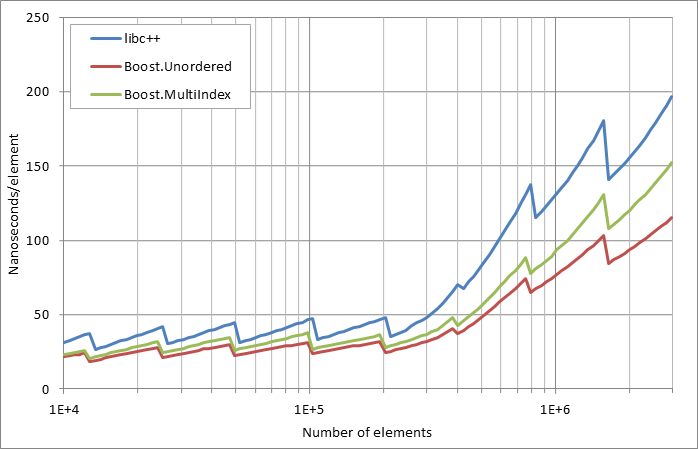 250
200
150
100
50
0
Nanoseconds/element
libc++
Boost.Unordered
Boost.MultiIndex
1E+4 1E+5 1E+6
Number of elements